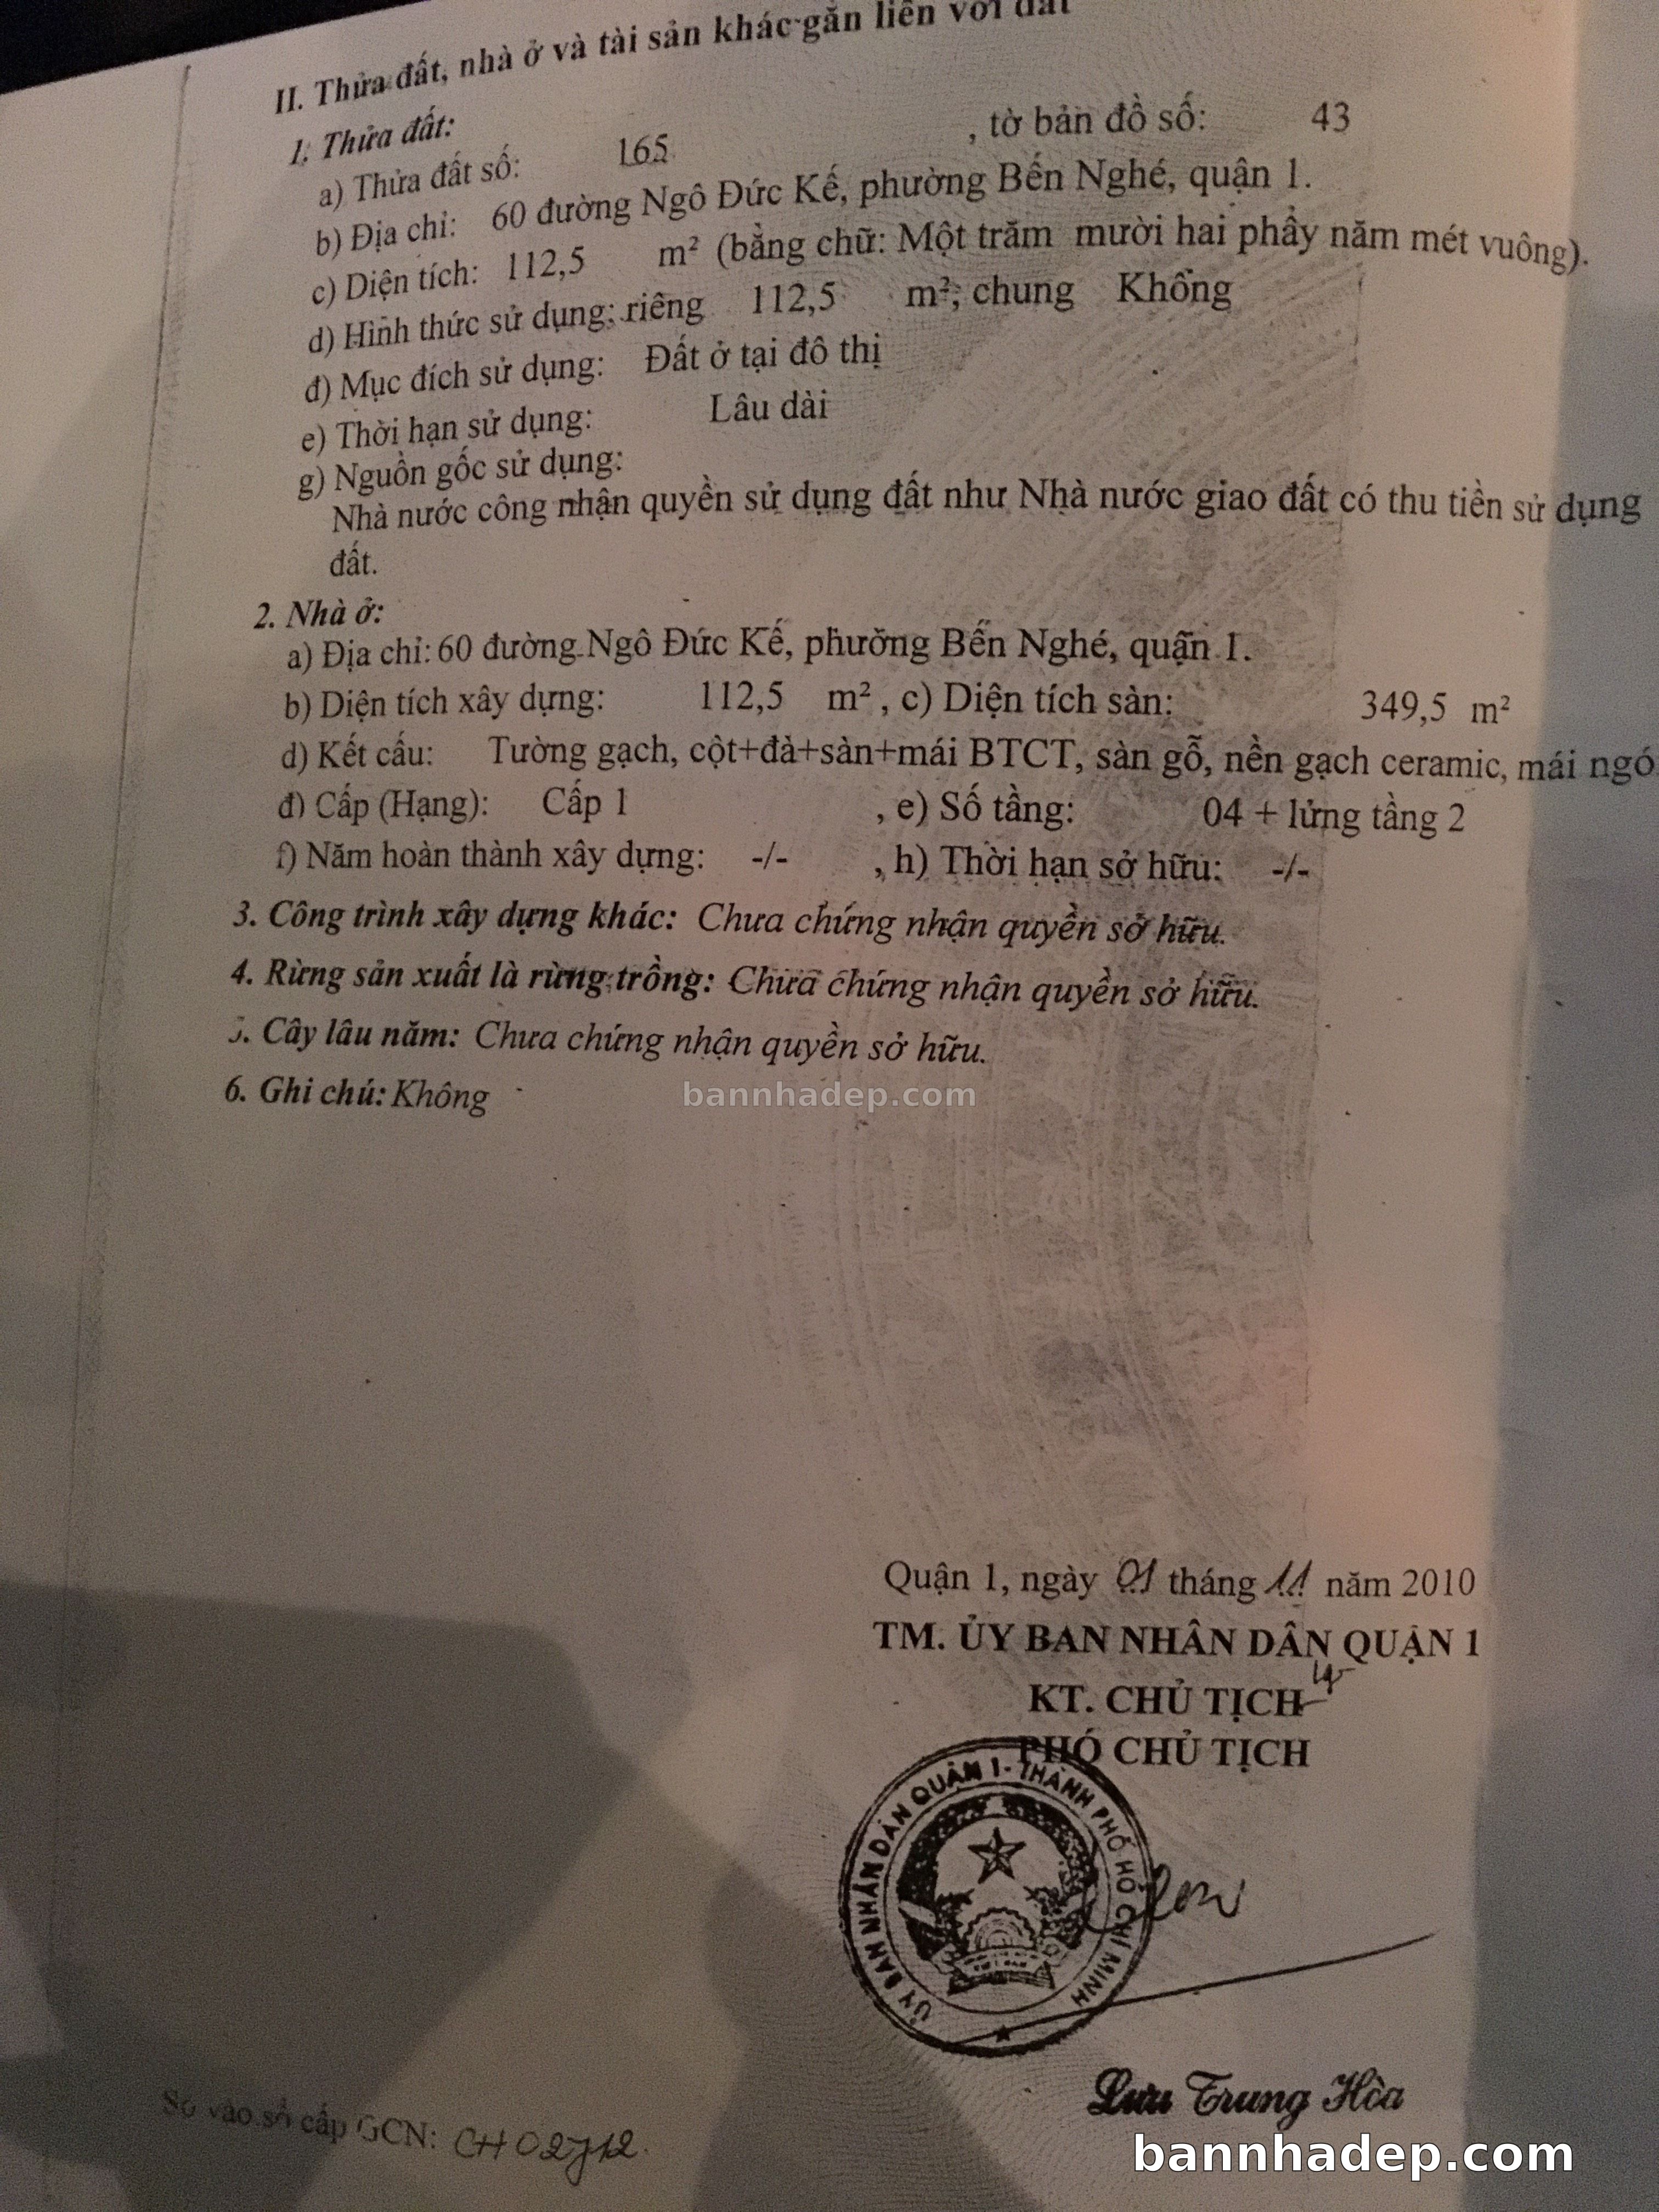 II. Thửa đất, nhà ở và tài sản khác gắn liền với đất
1. Thửa đất:
a) Thửa đất số: 165 , tờ bản đồ số: 43
b) Địa chỉ: 60 đường Ngô Đức Kế, phường Bến Nghé, quận 1.
c) Diện tích: 112,5 m² (bằng chữ: Một trăm mười hai phẩy năm mét vuông).
d) Hình thức sử dụng: riêng 112,5 m²; chung Không
đ) Mục đích sử dụng: Đất ở tại đô thị
e) Thời hạn sử dụng: Lâu dài
g) Nguồn gốc sử dụng:
Nhà nước công nhận quyền sử dụng đất như Nhà nước giao đất có thu tiền sử dụng
đất.
2. Nhà ở:
a) Địa chỉ: 60 đường Ngô Đức Kế, phường Bến Nghé, quận 1.
b) Diện tích xây dựng: 112,5 m² , c) Diện tích sàn: 349,5 m²
d) Kết cấu: Tường gạch, cột+đà+sàn+mái BTCT, sàn gỗ, nền gạch ceramic, mái ngó
đ) Cấp (Hạng): Cấp 1 , e) Số tầng: 04 + lửng tầng 2
f) Năm hoàn thành xây dựng: -/- , h) Thời hạn sở hữu: -/-
3. Công trình xây dựng khác: Chưa chứng nhận quyền sở hữu.
4. Rừng sản xuất là rừng trồng: Chưa chứng nhận quyền sở hữu.
5. Cây lâu năm: Chưa chứng nhận quyền sở hữu.
6. Ghi chú: Không
bannhadep.com
Quận 1, ngày 01 tháng 11 năm 2010
TM. ỦY BAN NHÂN DÂN QUẬN 1
KT. CHỦ TỊCH
PHÓ CHỦ TỊCH
ỦY BAN NHÂN DÂN QUẬN 1 - THÀNH PHỐ HỒ CHÍ MINH
Lưu Trung Hòa
Số vào sổ cấp GCN: CH02712
bannhadep.com